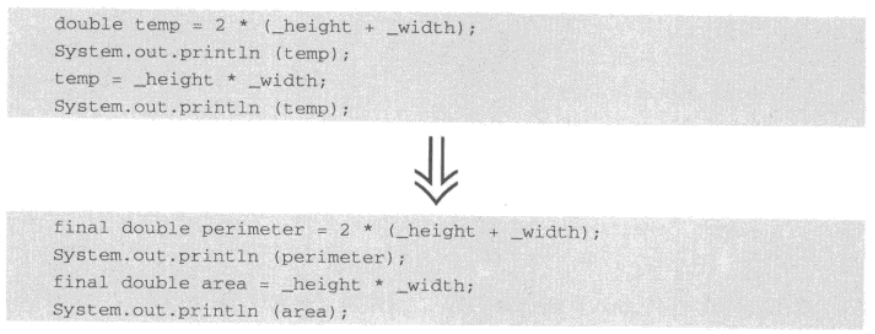 double temp = 2 * (_height + _width);
System.out.println (temp);
temp = _height * _width;
System.out.println (temp);
final double perimeter = 2 * (_height + _width);
System.out.println (perimeter);
final double area = _height * _width;
System.out.println (area);